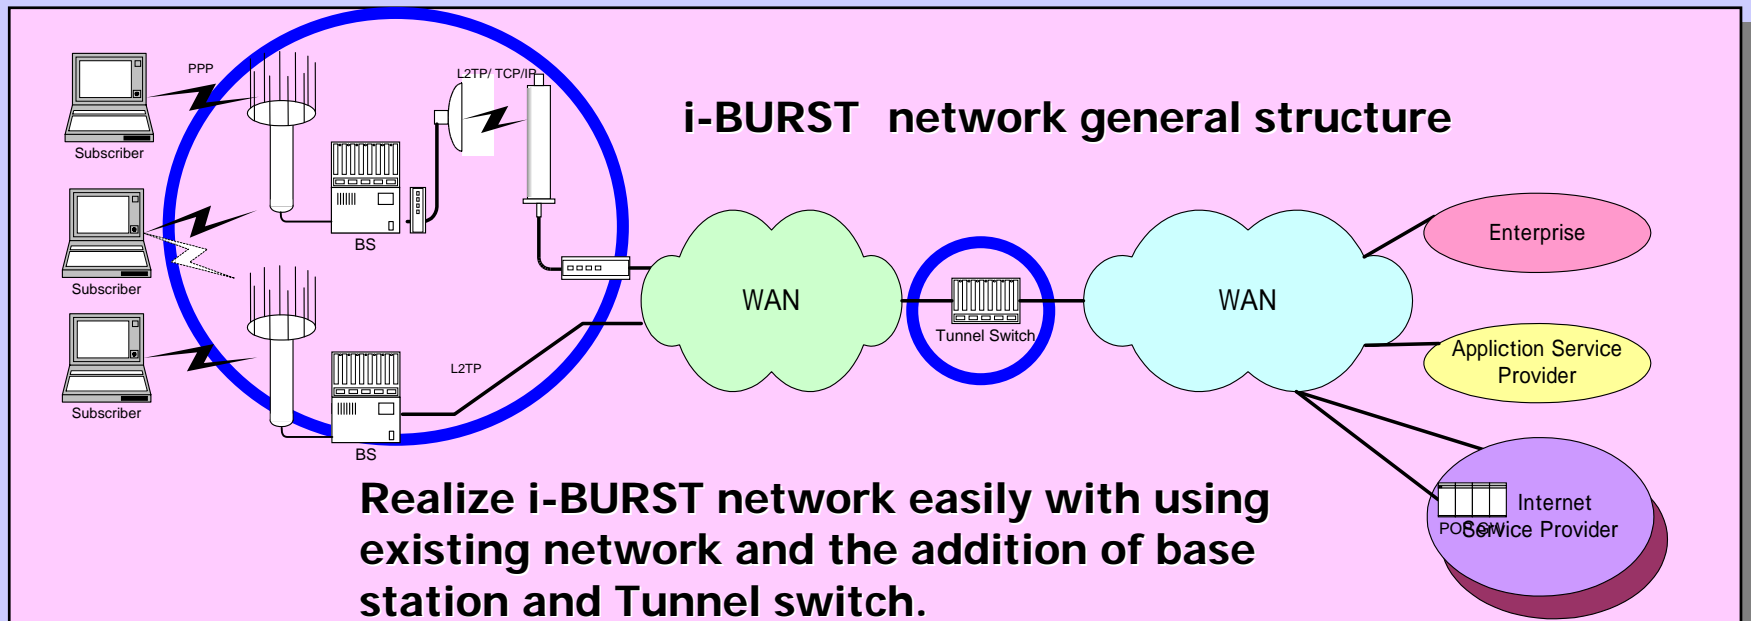 i-BURST network general structure
PPP
L2TP/ TCP/IP
Subscriber
BS
Subscriber
Subscriber
L2TP
BS
WAN
Tunnel Switch
WAN
Enterprise
Appliction Service
Provider
Internet
Service Provider
POP GW
Realize i-BURST network easily with using
existing network and the addition of base
station and Tunnel switch.